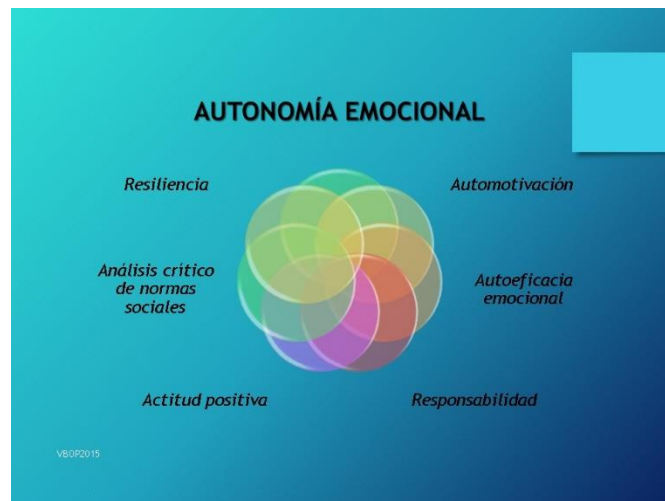 AUTONOMÍA EMOCIONAL
Resiliencia
Automotivación
Análisis crítico
de normas
sociales
Autoeficacia
emocional
Actitud positiva
Responsabilidad
VBOP2015